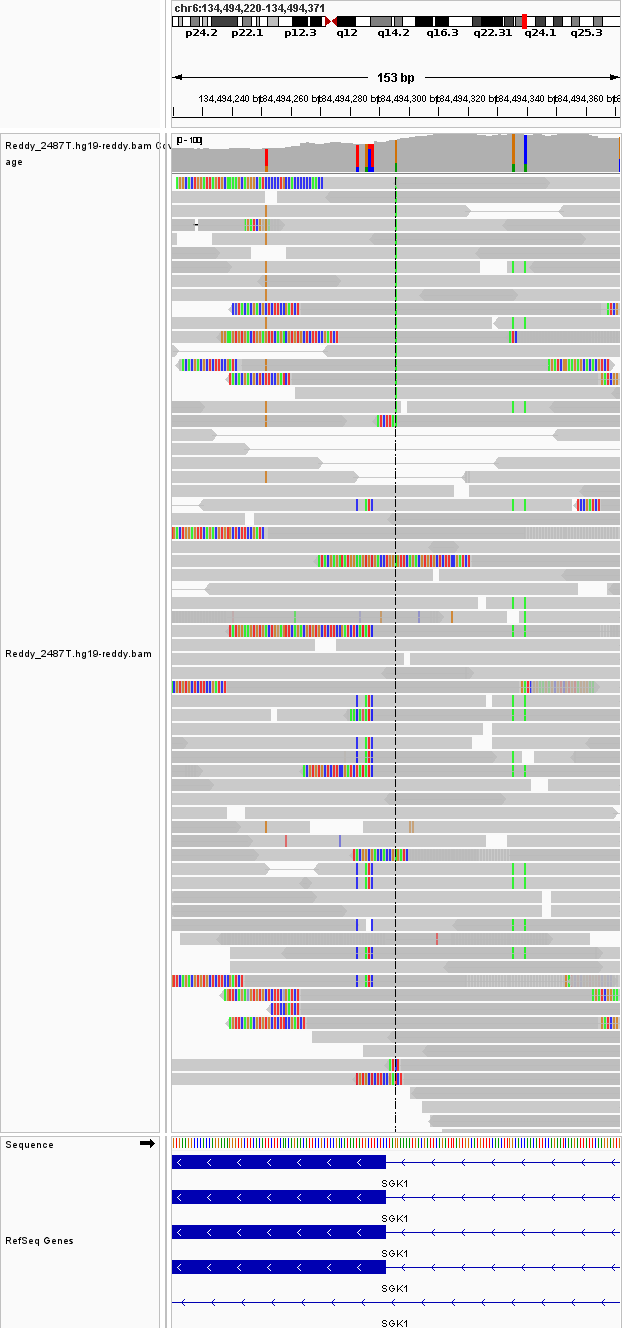 chr6:134,494,220-134,494,371
p24.2 p22.1 p12.3 q12 q14.2 q16.3 q22.31 q24.1 q25.3
153 bp
134,494,240 bp 134,494,260 bp 134,494,280 bp 134,494,300 bp 134,494,320 bp 134,494,340 bp 134,494,360 bp
Reddy_2487T.hg19-reddy.bam Cov
age
[0 - 100]
Reddy_2487T.hg19-reddy.bam
Sequence
SGK1
SGK1
RefSeq Genes
SGK1
SGK1
SGK1